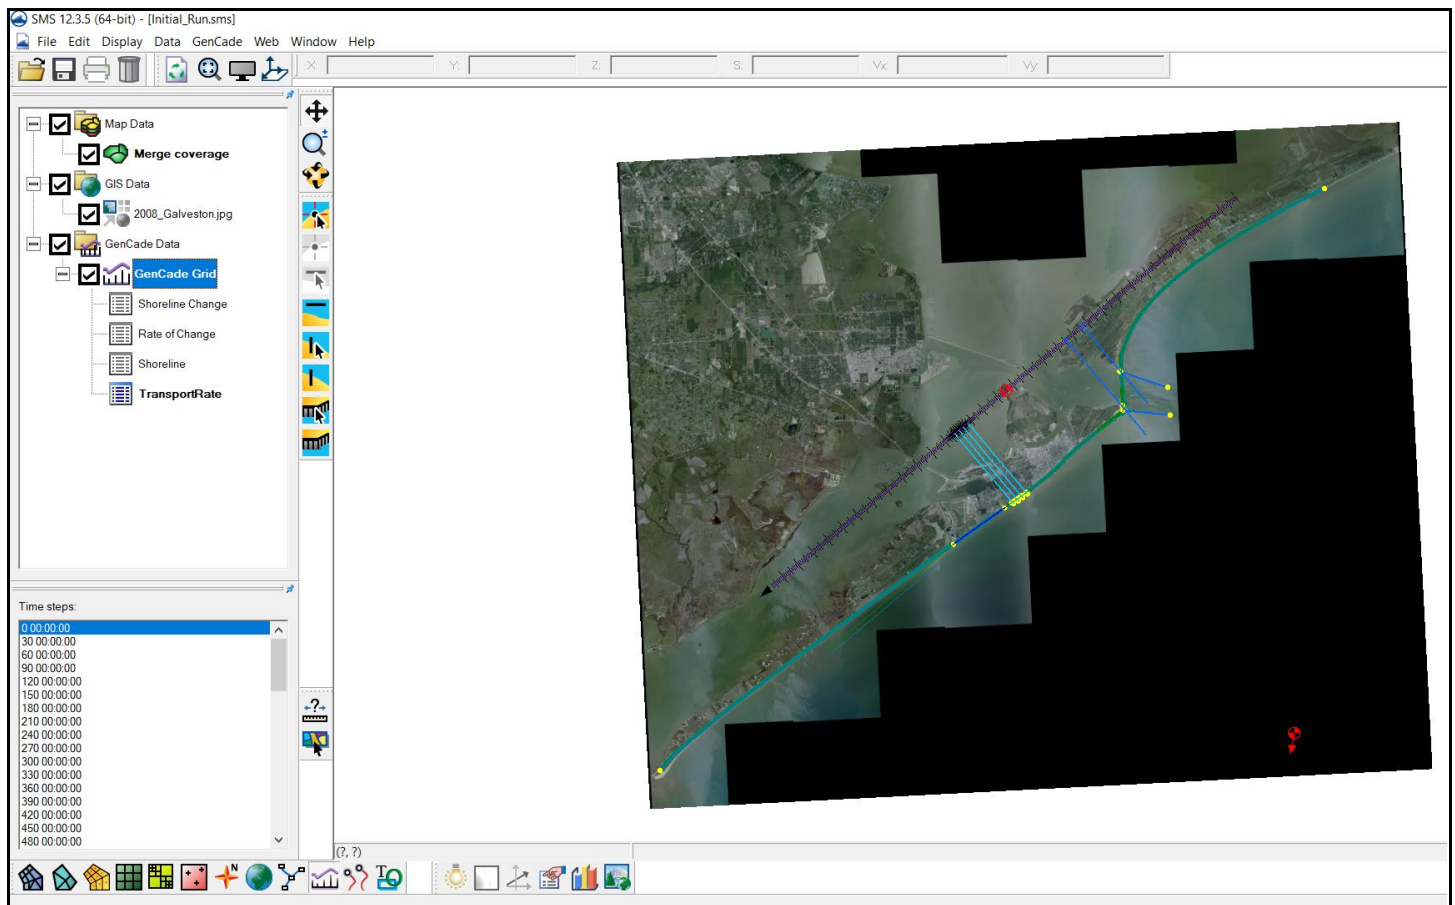 SMS 12.3.5 (64-bit) - [Initial_Run.sms]
File Edit Display Data GenCade Web Window Help
X: Y: Z: S: Vx: Vy:
Map Data
Merge coverage
GIS Data
2008_Galveston.jpg
GenCade Data
GenCade Grid
Shoreline Change
Rate of Change
Shoreline
TransportRate
Time steps:
0 00:00:00
30 00:00:00
60 00:00:00
90 00:00:00
120 00:00:00
150 00:00:00
180 00:00:00
210 00:00:00
240 00:00:00
270 00:00:00
300 00:00:00
330 00:00:00
360 00:00:00
390 00:00:00
420 00:00:00
450 00:00:00
480 00:00:00
(?, ?)